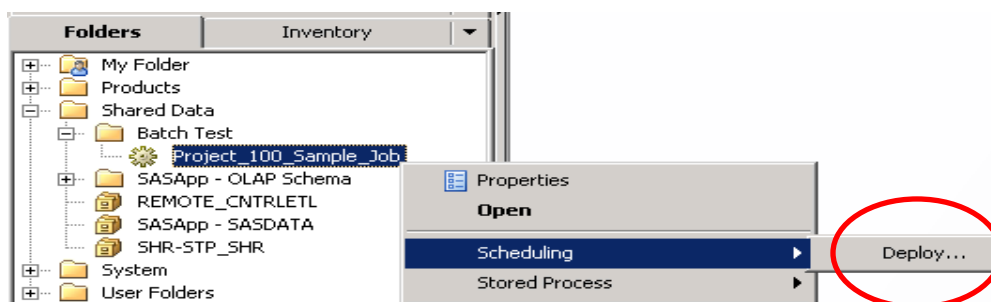 Folders Inventory
My Folder
Products
Shared Data
Batch Test
Project_100_Sample_Job
SASApp - OLAP Schema
REMOTE_CNTRLETL
SASApp - SASDATA
SHR-STP_SHR
System
User Folders
Properties
Open
Scheduling
Stored Process
Deploy...